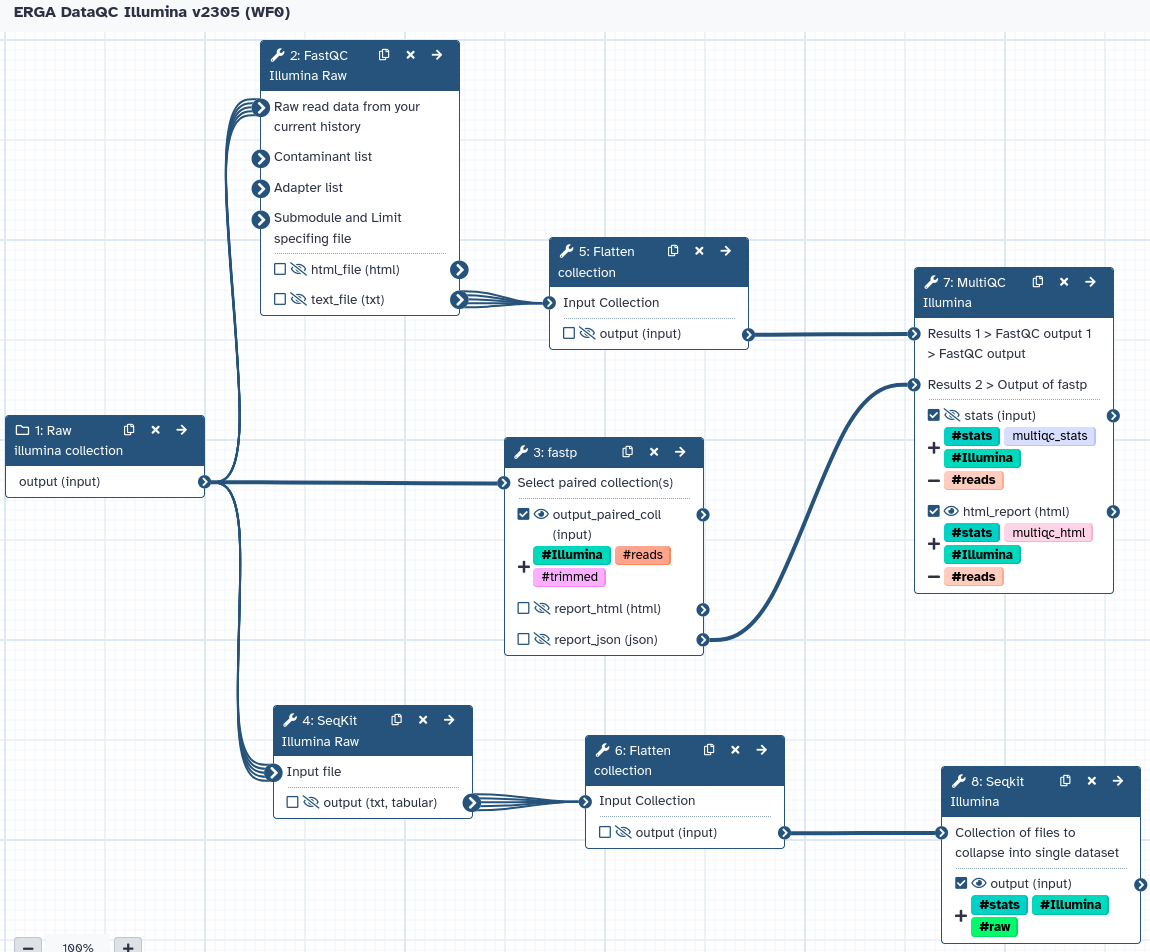 ERGA DataQC Illumina v2305 (WF0)
2: FastQC
Illumina Raw
Raw read data from your
current history
Contaminant list
Adapter list
Submodule and Limit
specifing file
html_file (html)
text_file (txt)
5: Flatten
collection
Input Collection
output (input)
7: MultiQC
Illumina
Results 1 > FastQC output 1
> FastQC output
Results 2 > Output of fastp
stats (input)
#stats multiqc_stats
#Illumina
#reads
html_report (html)
#stats multiqc_html
#Illumina
#reads
1: Raw
illumina collection
output (input)
3: fastp
Select paired collection(s)
output_paired_coll
(input)
#Illumina #reads
#trimmed
report_html (html)
report_json (json)
4: SeqKit
Illumina Raw
Input file
output (txt, tabular)
6: Flatten
collection
Input Collection
output (input)
8: Seqkit
Illumina
Collection of files to
collapse into single dataset
output (input)
#stats #Illumina
#raw
100%